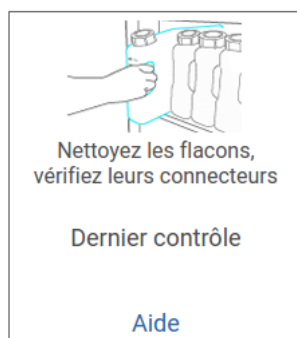 Nettoyez les flacons,
vérifiez leurs connecteurs
Dernier contrôle
Aide